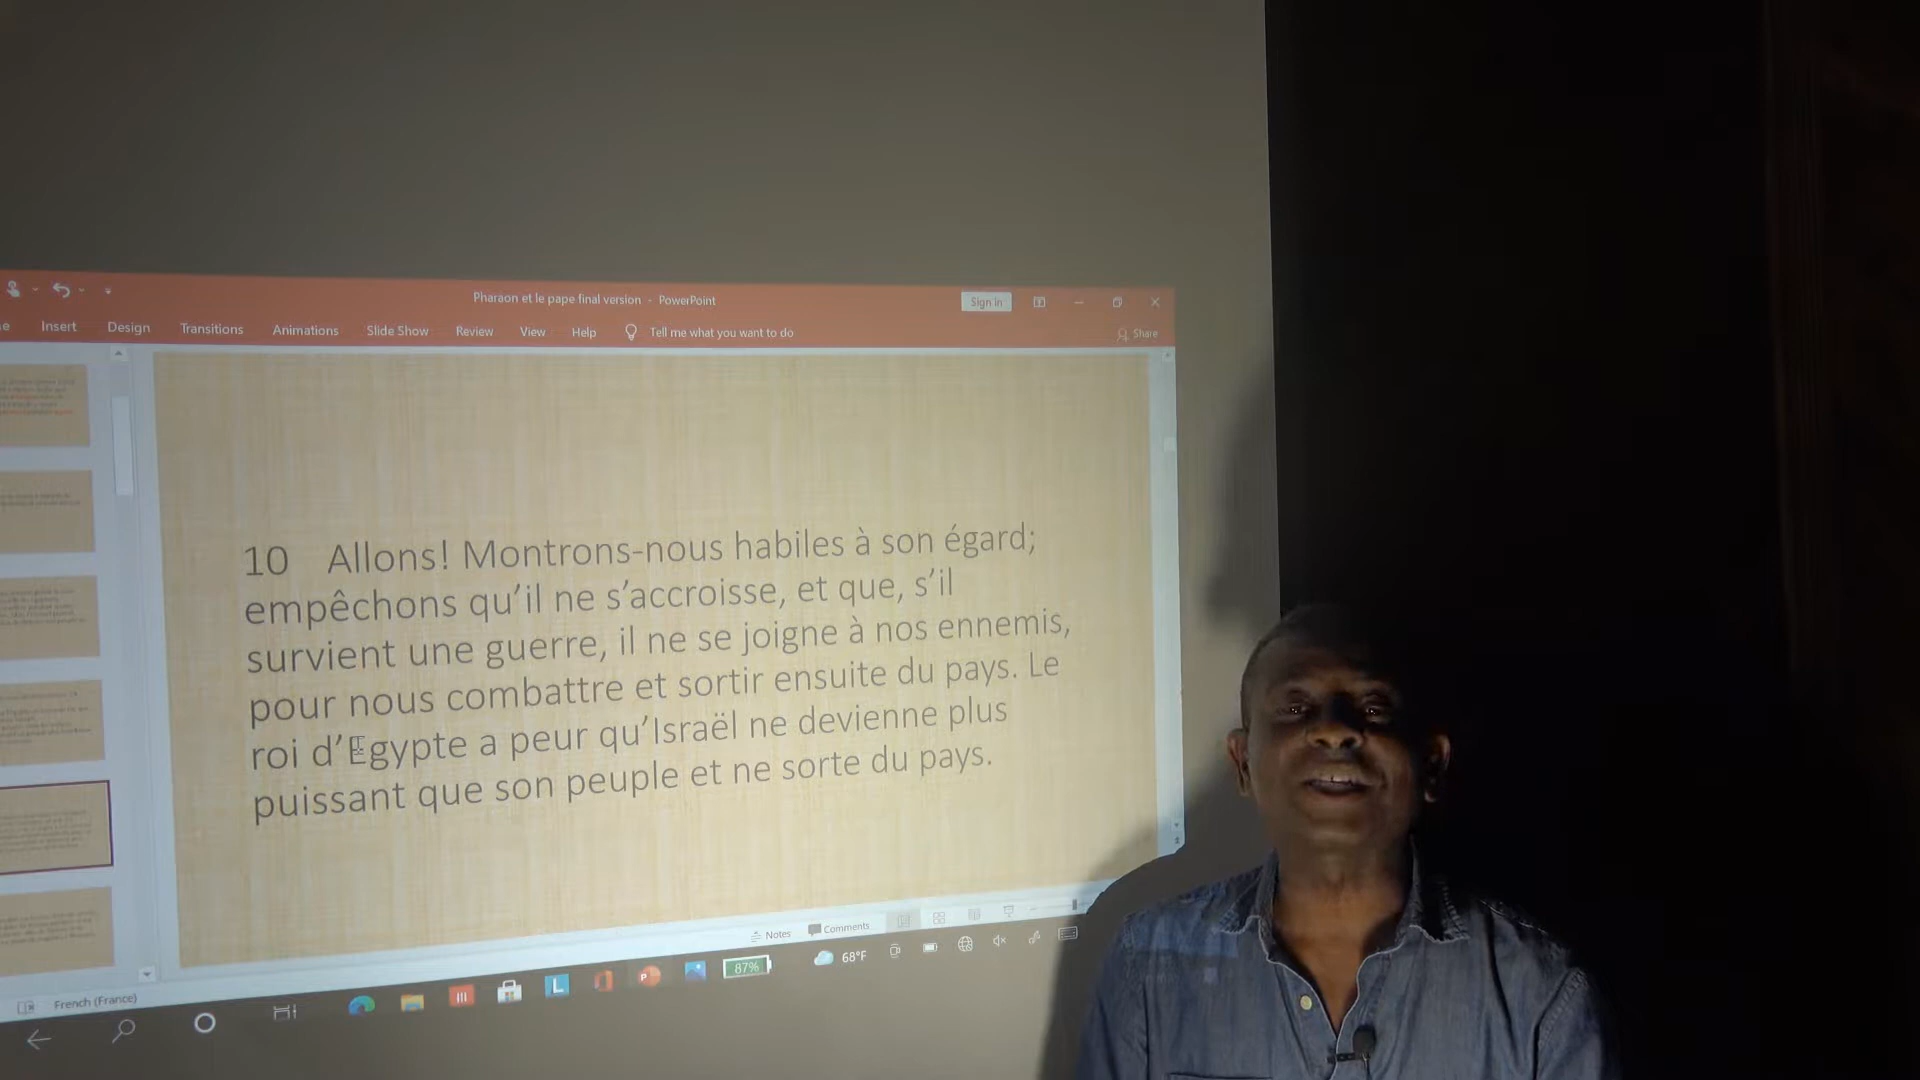 Pharaon et le pape final version - PowerPoint
Sign in
Insert Design Transitions Animations Slide Show Review View Help Tell me what you want to do
Share
10 Allons! Montrons-nous habiles à son égard;
empêchons qu’il ne s’accroisse, et que, s’il
survient une guerre, il ne se joigne à nos ennemis,
pour nous combattre et sortir ensuite du pays. Le
roi d’Egypte a peur qu’Israël ne devienne plus
puissant que son peuple et ne sorte du pays.
Notes Comments
French (France)
87%
68°F